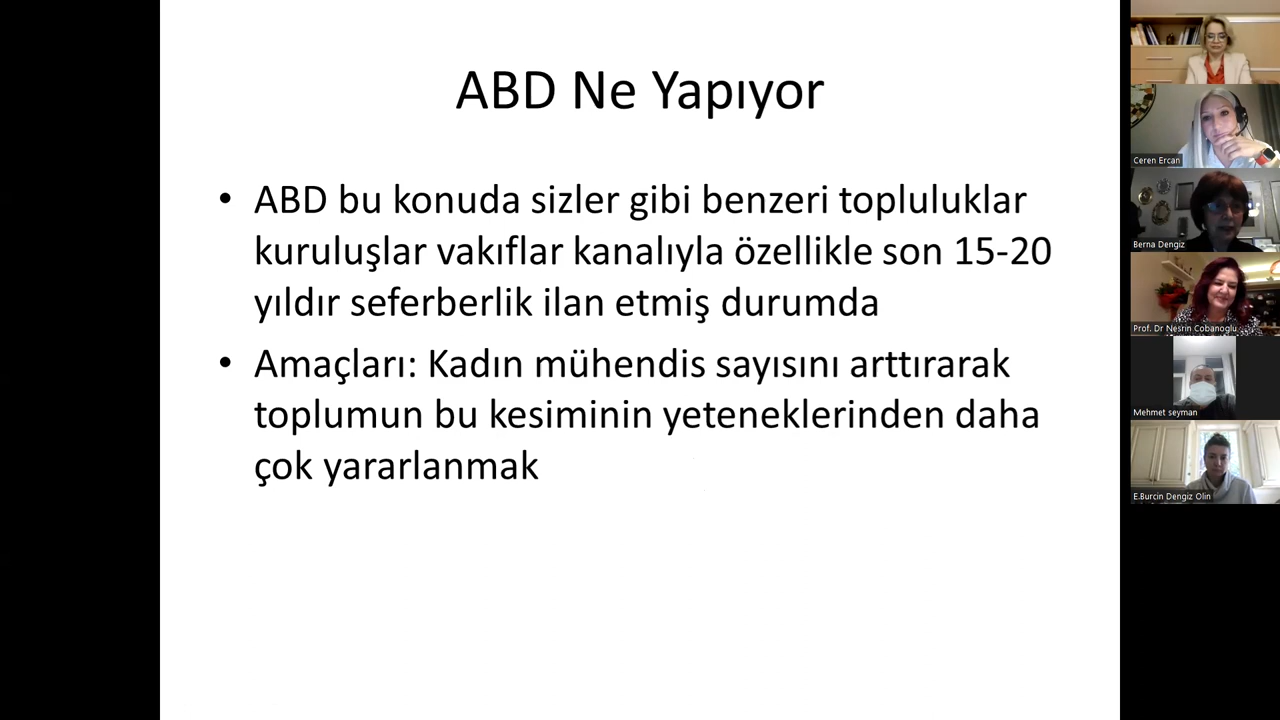 ABD Ne Yapıyor
• ABD bu konuda sizler gibi benzeri topluluklar
kuruluşlar vakıflar kanalıyla özellikle son 15-20
yıldır seferberlik ilan etmiş durumda
• Amaçları: Kadın mühendis sayısını arttırarak
toplumun bu kesiminin yeteneklerinden daha
çok yararlanmak
Ceren Ercan
Berna Dengiz
Prof. Dr Nesrin Cobanoglu
Mehmet seyman
E.Burcin Dengiz Olin